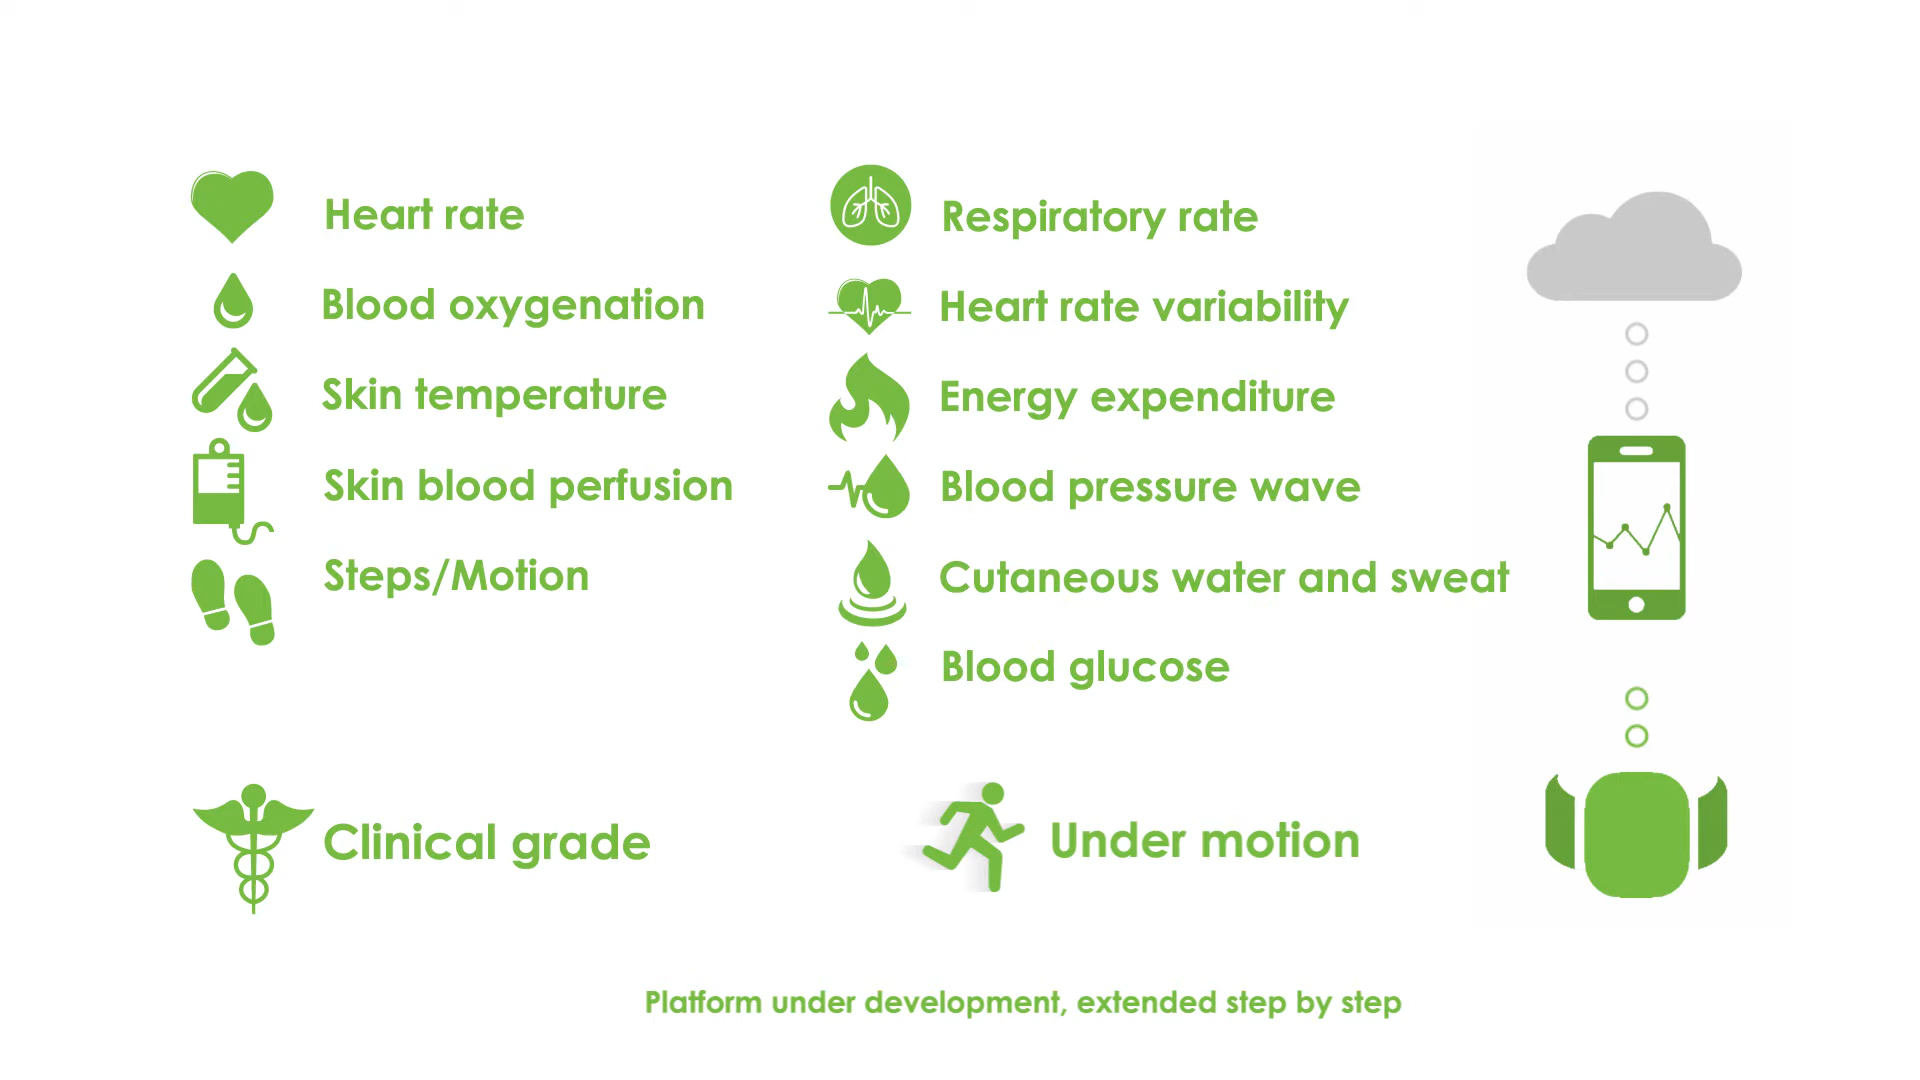 Heart rate
Blood oxygenation
Skin temperature
Skin blood perfusion
Steps/Motion
Respiratory rate
Heart rate variability
Energy expenditure
Blood pressure wave
Cutaneous water and sweat
Blood glucose
Clinical grade
Under motion
Platform under development, extended step by step